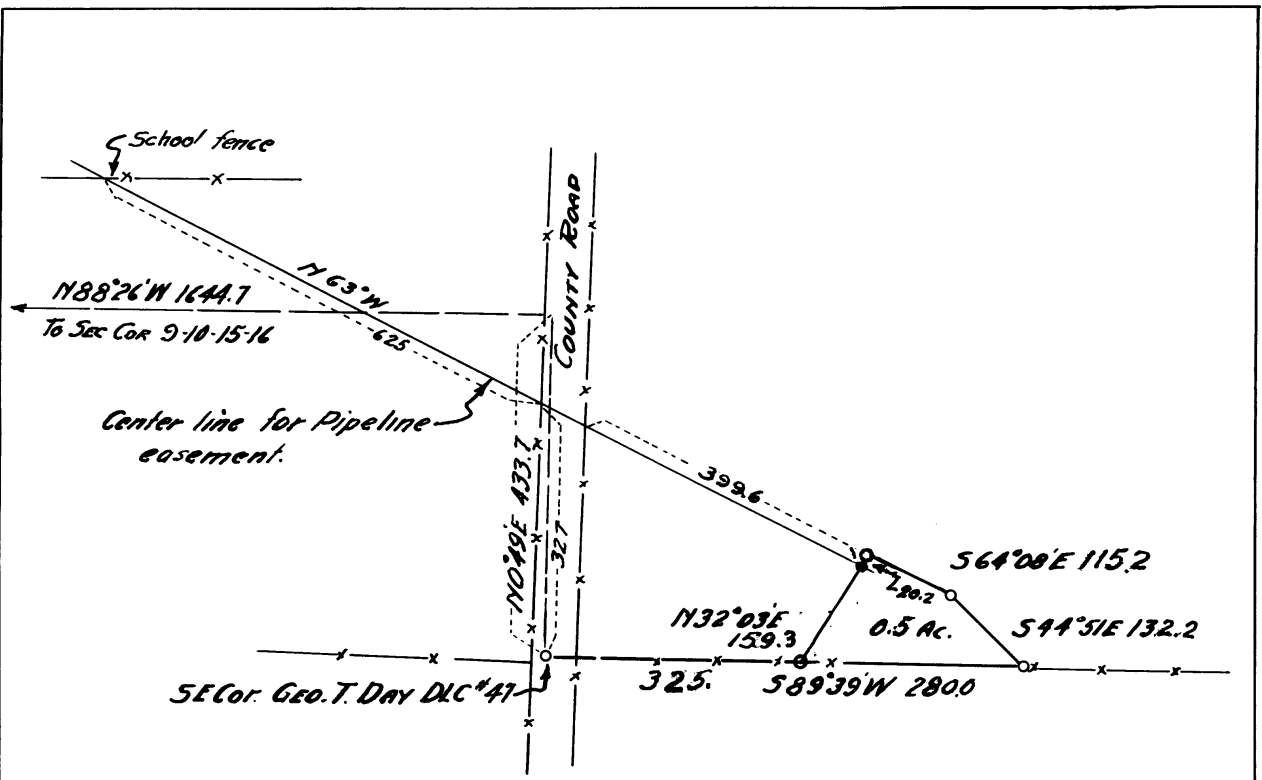 School fence
COUNTY ROAD
N 63° W
N88°26'W 1644.7
TO SEC COR 9-10-15-16
625
Center line for Pipeline
easement.
N0°49'E 433.7
327
399.6
S64°08'E 115.2
20.2
N32°03'E
159.3
0.5 AC.
S44°51E 132.2
325.
S89°39'W 280.0
SE Cor. GEO. T. DAY DLC #47